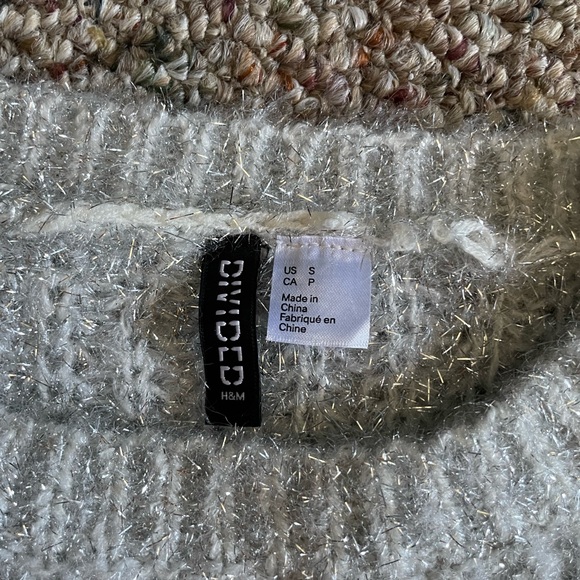 DIVIDED
H&M
US S
CA P
Made in
China
Fabriqué en
Chine